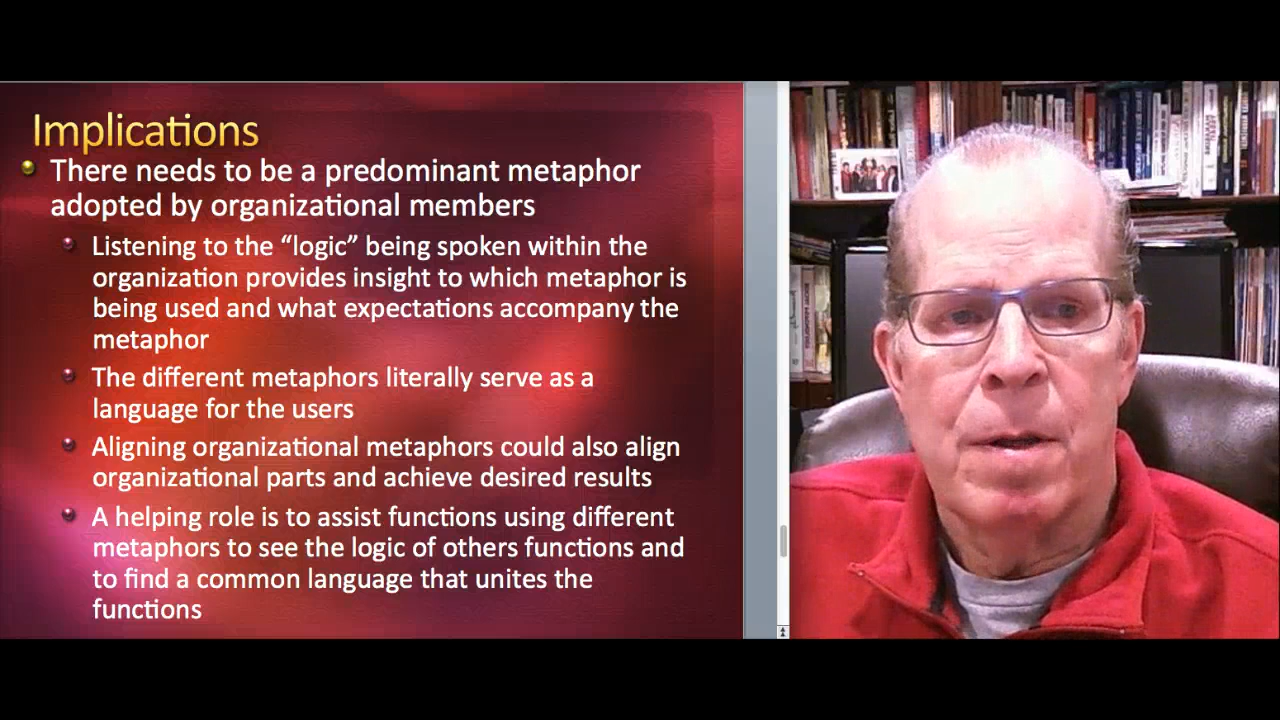 Implications
There needs to be a predominant metaphor
adopted by organizational members
Listening to the “logic” being spoken within the
organization provides insight to which metaphor is
being used and what expectations accompany the
metaphor
The different metaphors literally serve as a
language for the users
Aligning organizational metaphors could also align
organizational parts and achieve desired results
A helping role is to assist functions using different
metaphors to see the logic of others functions and
to find a common language that unites the
functions